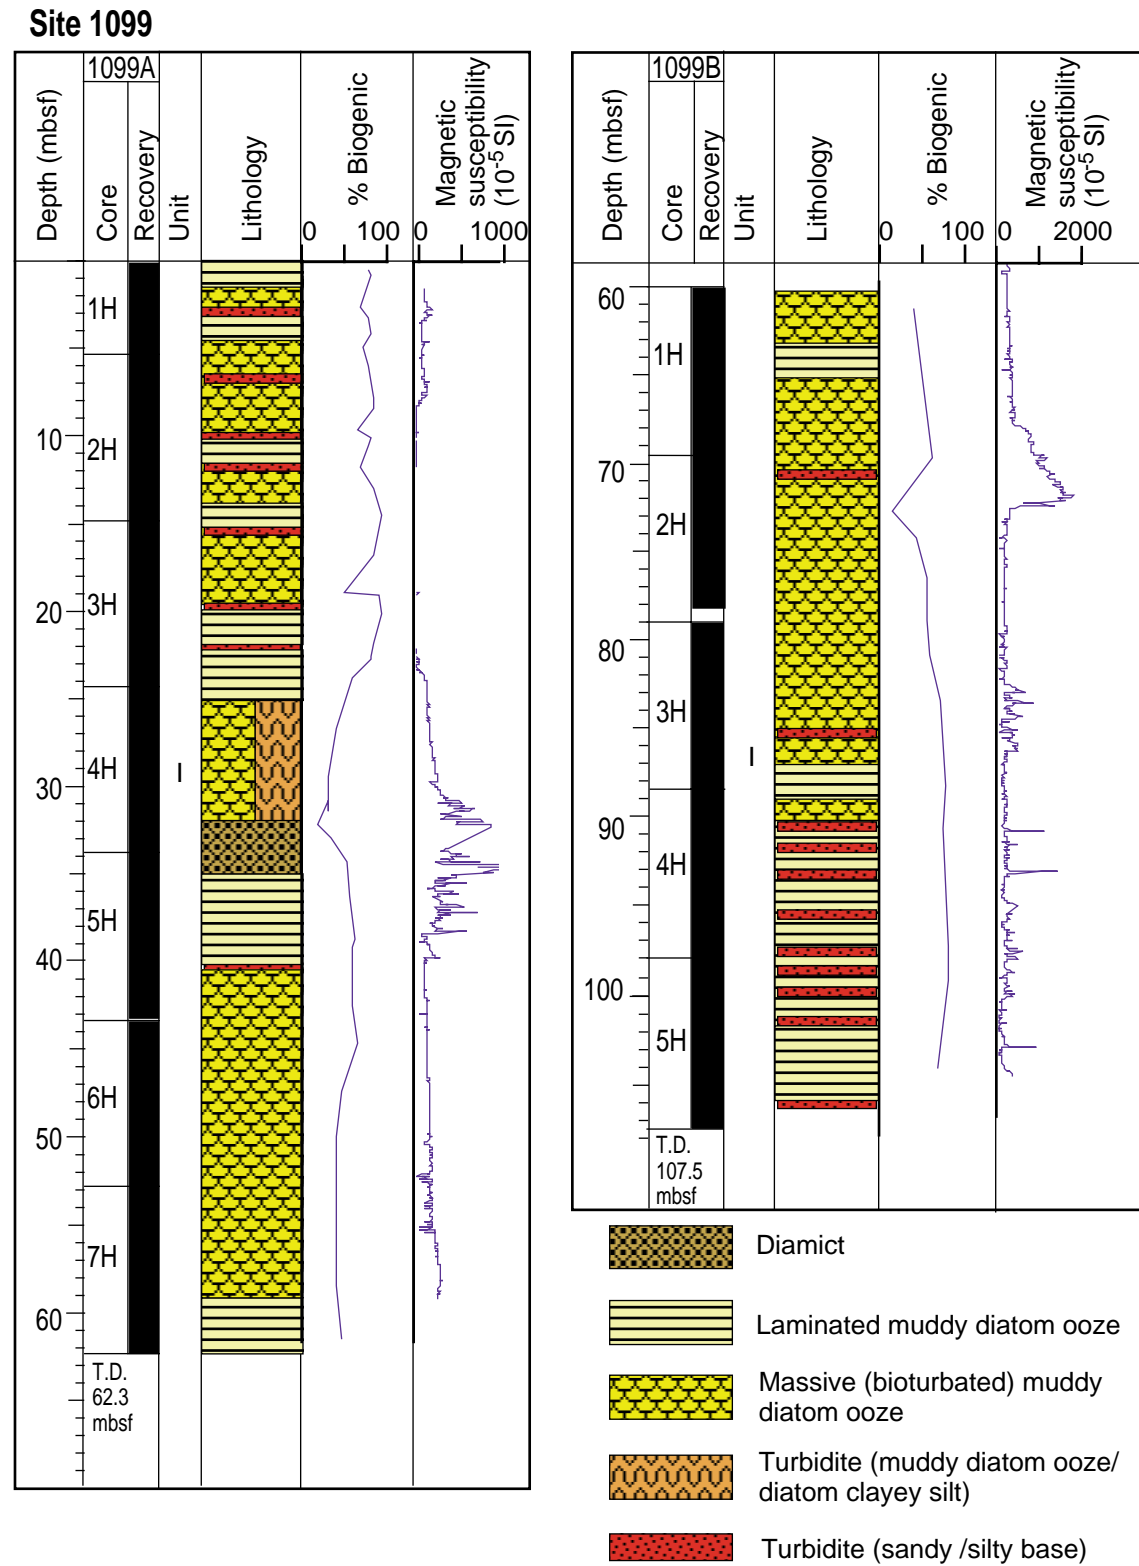 Site 1099
1099A
Depth (mbsf)
Core
Recovery
Unit
Lithology
% Biogenic
Magnetic
susceptibility
(10-5 SI)
0 100 0 1000
1H
10
2H
3H
20
4H
I
30
5H
40
6H
50
7H
60
T.D.
62.3
mbsf
1099B
Depth (mbsf)
Core
Recovery
Unit
Lithology
% Biogenic
Magnetic
susceptibility
(10-5 SI)
0 100 0 2000
60
1H
70
2H
80
3H
I
90
4H
100
5H
T.D.
107.5
mbsf
Diamict
Laminated muddy diatom ooze
Massive (bioturbated) muddy
diatom ooze
Turbidite (muddy diatom ooze/
diatom clayey silt)
Turbidite (sandy /silty base)